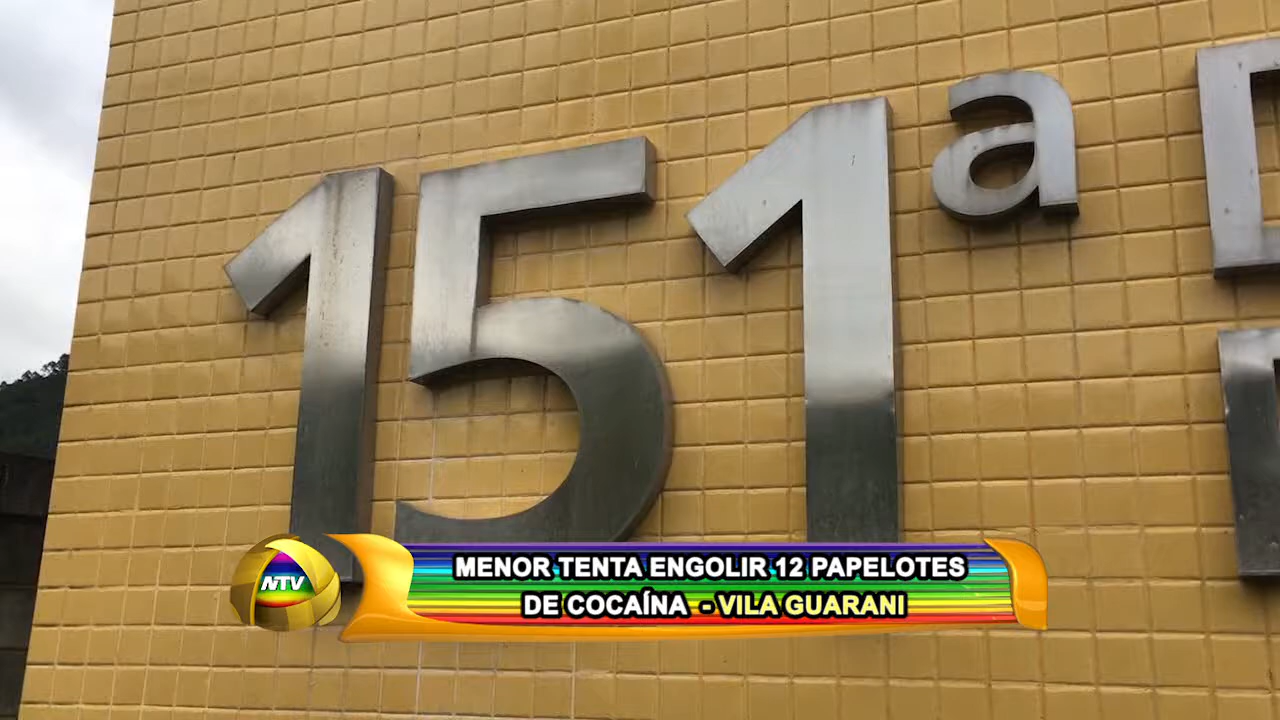 151ª
NTV
MENOR TENTA ENGOLIR 12 PAPELOTES
DE COCAÍNA - VILA GUARANI